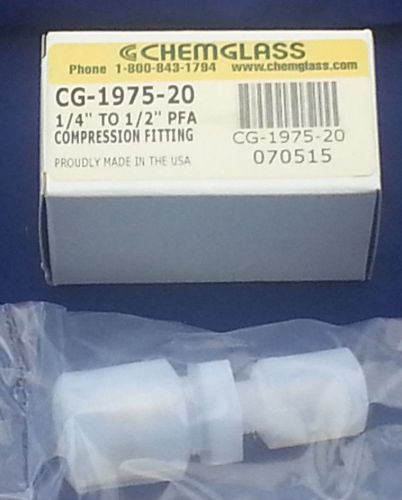 CHEMGLASS
Phone 1-800-843-1794 www.chemglass.com
CG-1975-20
1/4" TO 1/2" PFA
COMPRESSION FITTING
PROUDLY MADE IN THE USA
CG-1975-20
070515